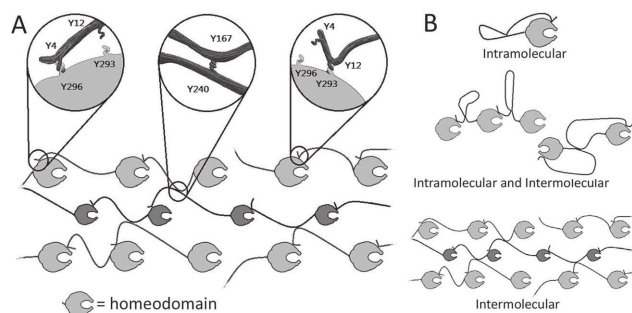 A
B
Y12
Y4
Y293
Y296
Y167
Y240
Y4
Y12
Y296
Y293
Intramolecular
Intramolecular and Intermolecular
Intermolecular
= homeodomain